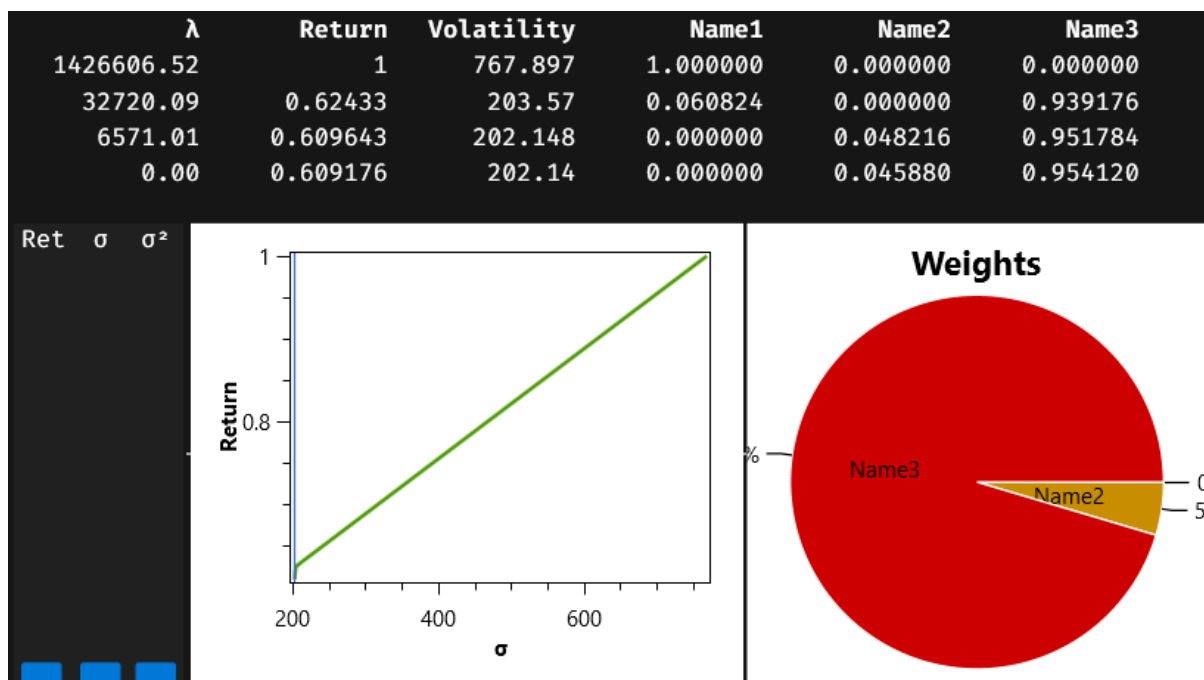 λ Return Volatility Name1 Name2 Name3
1426606.52 1 767.897 1.000000 0.000000 0.000000
32720.09 0.62433 203.57 0.060824 0.000000 0.939176
6571.01 0.609643 202.148 0.000000 0.048216 0.951784
0.00 0.609176 202.14 0.000000 0.045880 0.954120
Ret σ σ²
1
0.8
Return
200 400 600
σ
Weights
%
Name3
Name2
0
5